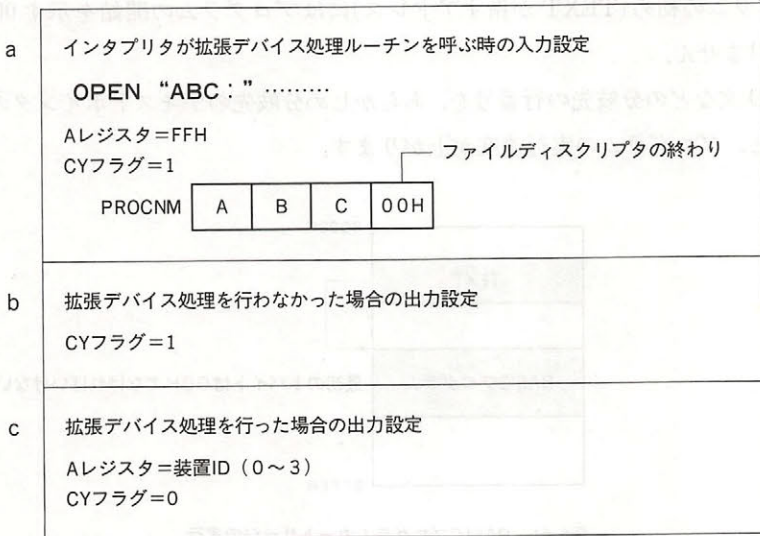 a インタプリタが拡張デバイス処理ルーチンを呼ぶ時の入力設定
OPEN “ABC：” ………
Aレジスタ=FFH
CYフラグ=1
ファイルディスクリプタの終わり
PROCNM A B C 00H
b 拡張デバイス処理を行わなかった場合の出力設定
CYフラグ=1
c 拡張デバイス処理を行った場合の出力設定
Aレジスタ=装置ID（0～3）
CYフラグ=0